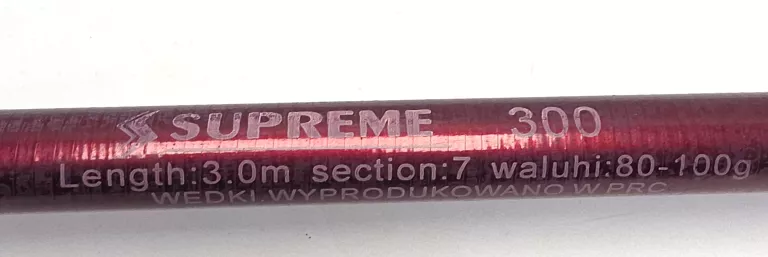 SUPREME 300
Length:3.0m section:7 waluhi:80-100g
WEDKI WYPRODUKOWANO W PRC